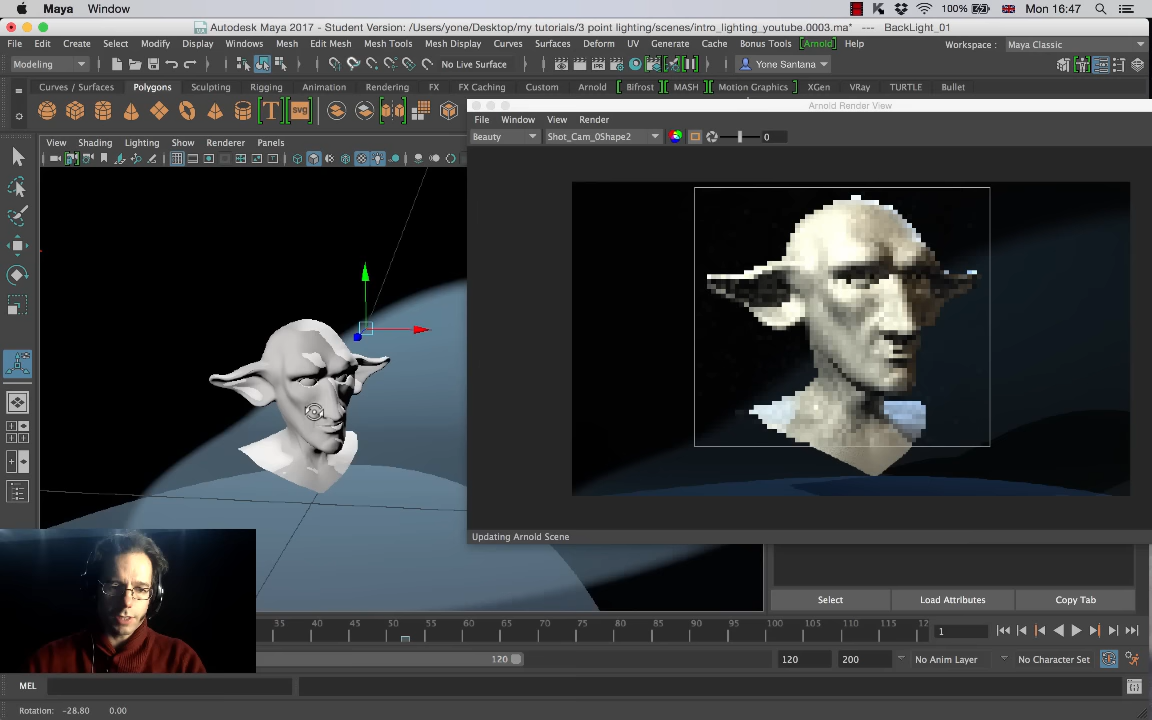 Maya Window 100% Mon 16:47
Autodesk Maya 2017 - Student Version: /Users/yone/Desktop/my tutorials/3 point lighting/scenes/intro_lighting_youtube.0003.ma* --- BackLight_01
File Edit Create Select Modify Display Windows Mesh Edit Mesh Mesh Tools Mesh Display Curves Surfaces Deform UV Generate Cache Bonus Tools [Arnold] Help Workspace : Maya Classic
Modeling No Live Surface Yone Santana
Curves / Surfaces Polygons Sculpting Rigging Animation Rendering FX FX Caching Custom Arnold Bifrost MASH Motion Graphics XGen VRay TURTLE Bullet
T svg
Arnold Render View
File Window View Render
Beauty Shot_Cam_0Shape2 0
View Shading Lighting Show Renderer Panels
Updating Arnold Scene
Select Load Attributes Copy Tab
35 40 45 50 55 60 65 70 75 80 85 90 95 100 105 110 115 12 1
120 120 200 No Anim Layer No Character Set
MEL
Rotation: -28.80 0.00